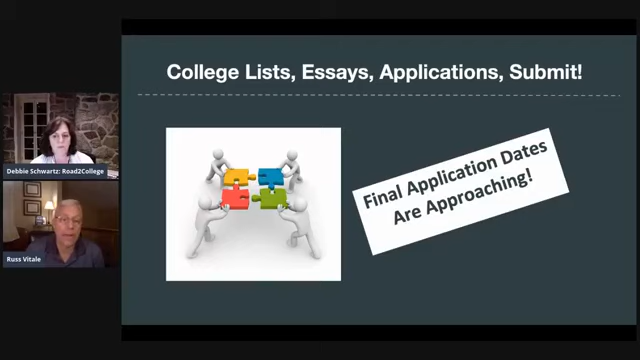 College Lists, Essays, Applications, Submit!
Debbie Schwartz: Road2College
Russ Vitale
Final Application Dates
Are Approaching!